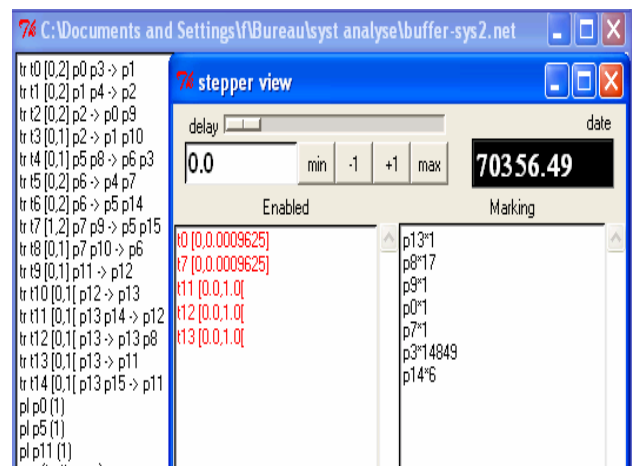 C:\Documents and Settings\f\Bureau\syst analyse\buffer-sys2.net
tr t0 [0,2] p0 p3 -> p1
tr t1 [0,2] p1 p4 -> p2
tr t2 [0,2] p2 -> p0 p9
tr t3 [0,1] p2 -> p1 p10
tr t4 [0,1] p5 p8 -> p6 p3
tr t5 [0,2] p6 -> p4 p7
tr t6 [0,2] p6 -> p5 p14
tr t7 [1,2] p7 p9 -> p5 p15
tr t8 [0,1] p7 p10 -> p6
tr t9 [0,1] p11 -> p12
tr t10 [0,1[ p12 -> p13
tr t11 [0,1[ p13 p14 -> p12
tr t12 [0,1[ p13 -> p13 p8
tr t13 [0,1[ p13 -> p11
tr t14 [0,1[ p13 p15 -> p11
pl p0 (1)
pl p5 (1)
pl p11 (1)
stepper view
delay
date
0.0
min
-1
+1
max
70356.49
Enabled
Marking
t0 [0,0.0009625]
t7 [0,0.0009625]
t11 [0.0,1.0[
t12 [0.0,1.0[
t13 [0.0,1.0[
p13*1
p8*17
p9*1
p0*1
p7*1
p3*14849
p14*6